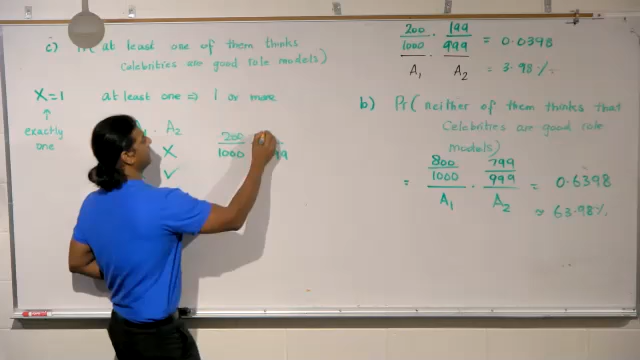 c) at least one of them thinks
Celebrities are good role models)
X=1 at least one ⇒ 1 or more
↑
exactly
one
A₂
X
✓
200
1000
200/1000 · 199/999 = 0.0398
A₁ A₂ = 3.98%
b) Pr( neither of them thinks that
Celebrities are good role
models)
= 800/1000 · 799/999 = 0.6398
A₁ A₂ ≈ 63.98%